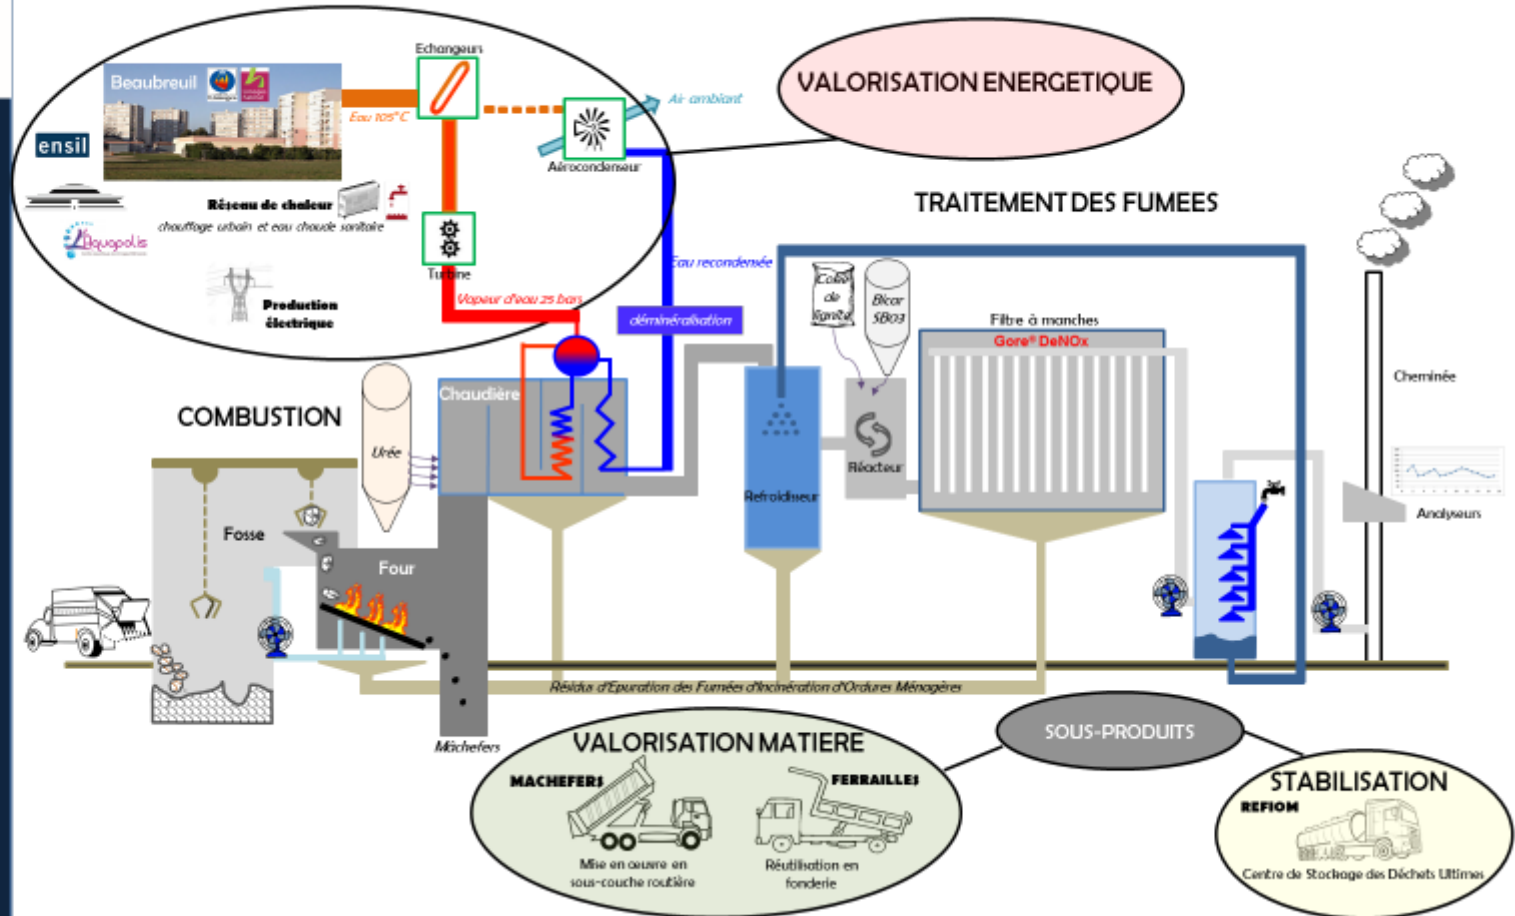 Echangeurs
VALORISATION ENERGETIQUE
Beaubreuil
Air ambiant
Eau 105°C
ensil
Aérocondenseur
Réseau de chaleur
chauffage urbain et eau chaude sanitaire
TRAITEMENT DES FUMEES
Aquapolis
Turbine
Eau recondensée
Production
électrique
Vapeur d'eau 25 bars
déminéralisation
Coke
de
lignite
Bicar
SB03
Filtre à manches
Gore® DeNOx
Cheminée
Chaudière
COMBUSTION
Urée
Réacteur
Refroidisseur
Analyseurs
Fosse
Four
Résidus d'Epuration des Fumées d'Incinération d'Ordures Ménagères
Mâchefers
VALORISATION MATIERE
SOUS-PRODUITS
MACHEFERS
FERRAILLES
Mise en œuvre en
sous-couche routière
Réutilisation en
fonderie
STABILISATION
REFIOM
Centre de Stockage des Déchets Ultimes